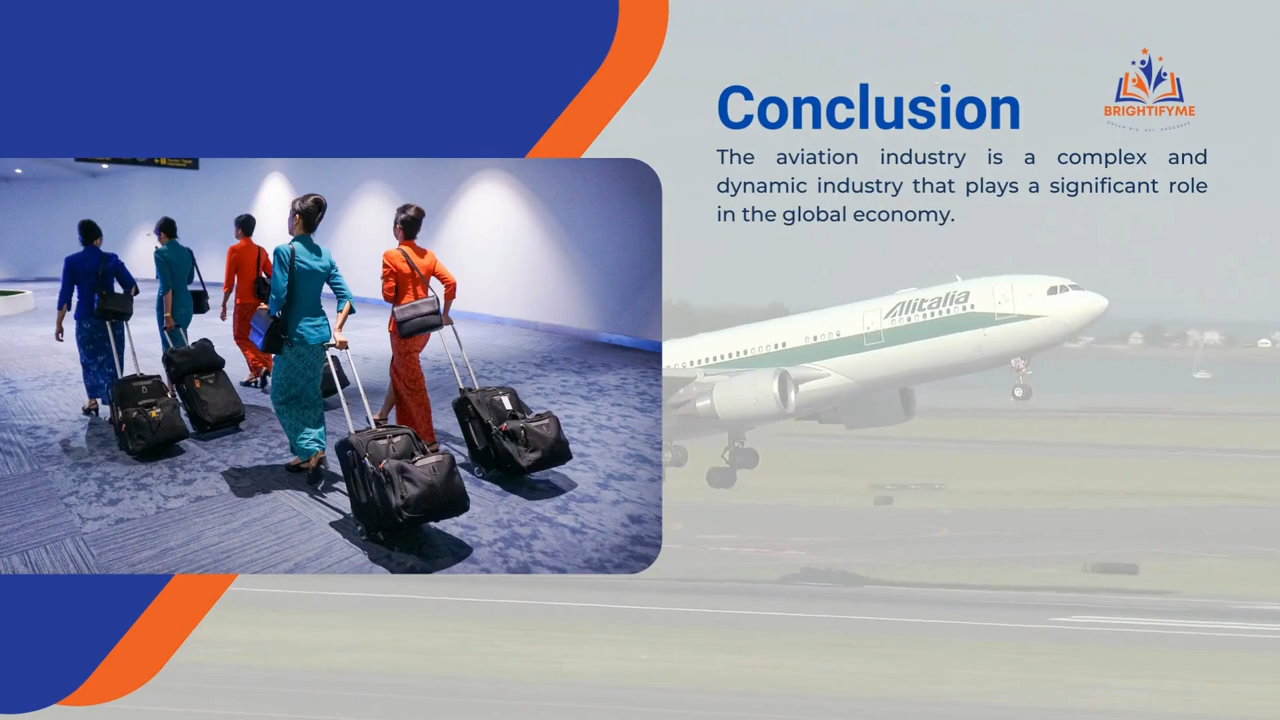 Conclusion
BRIGHTIFYME
The aviation industry is a complex and
dynamic industry that plays a significant role
in the global economy.
Alitalia